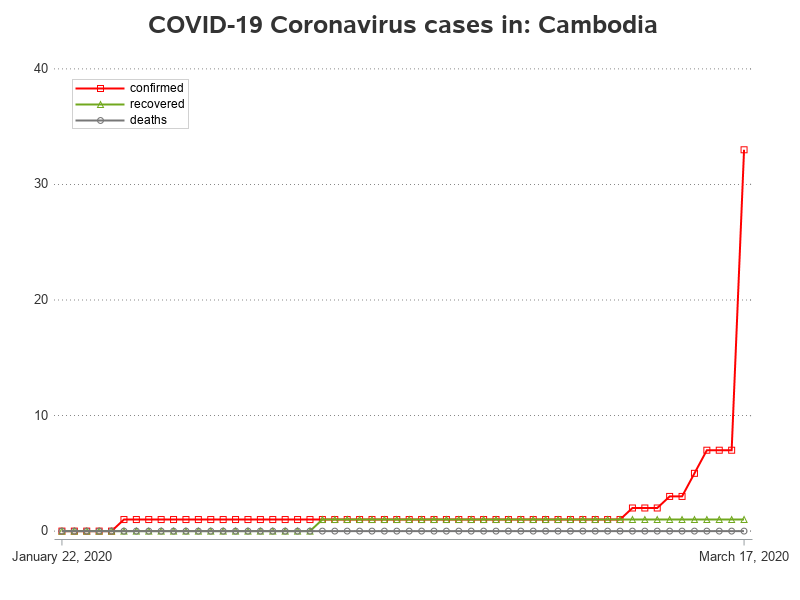 COVID-19 Coronavirus cases in: Cambodia
40
confirmed
recovered
deaths
30
20
10
0
January 22, 2020
March 17, 2020